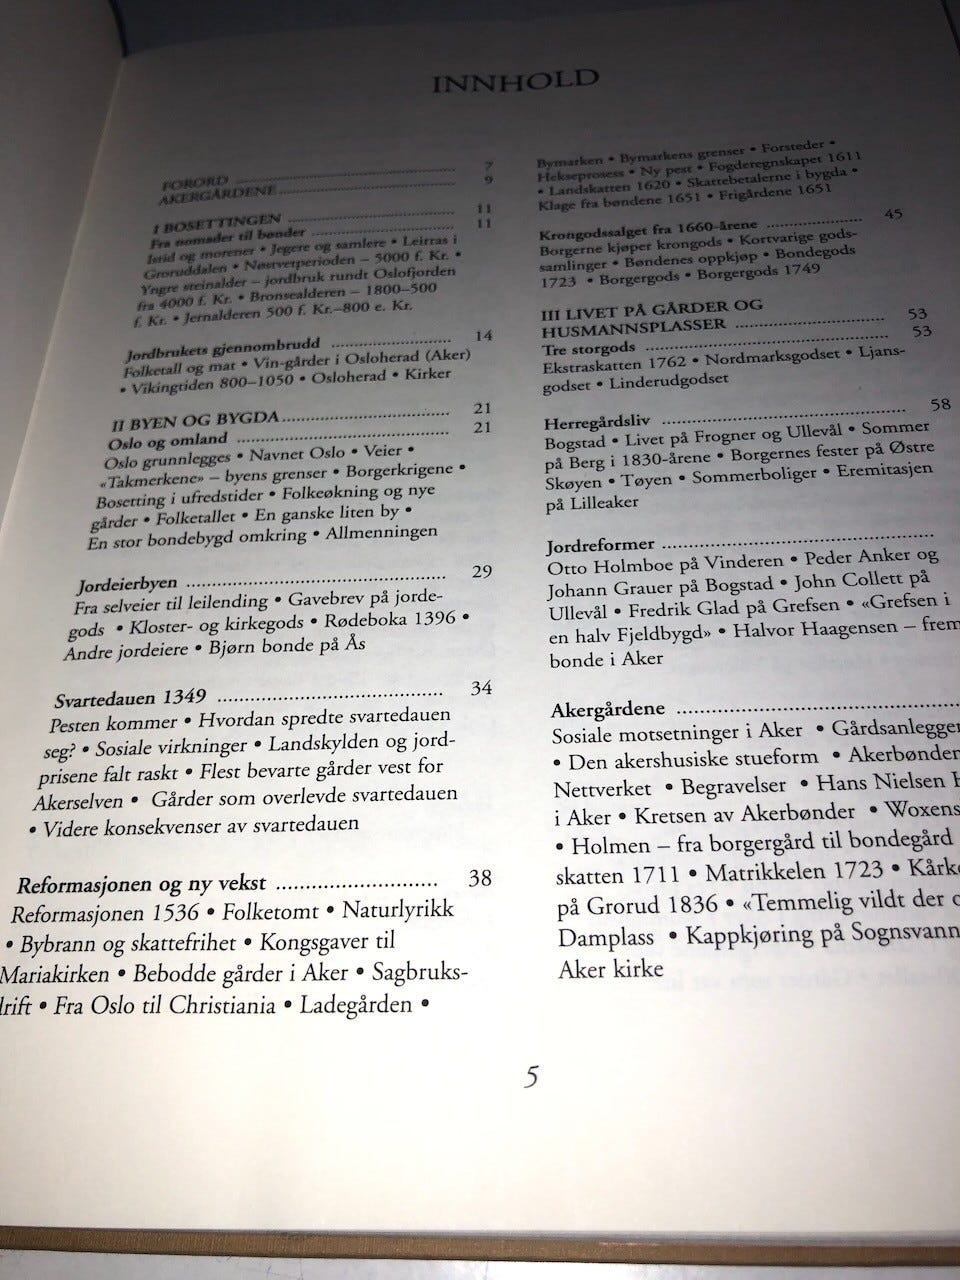 INNHOLD
FORORD ........ 7
AKERGÅRDENE ........ 9
I BOSETTINGEN ........ 11
Fra nomader til bønder ........ 11
Istid og morener • Jegere og samlere • Leirras i
Groruddalen • Nøstvetperioden – 5000 f. Kr. •
Yngre steinalder – jordbruk rundt Oslofjorden
fra 4000 f. Kr. • Bronsealderen – 1800–500
f. Kr. • Jernalderen 500 f. Kr.–800 e. Kr.
Jordbrukets gjennombrudd ........ 14
Folketall og mat • Vin-gårder i Osloherad (Aker)
• Vikingtiden 800–1050 • Osloherad • Kirker
II BYEN OG BYGDA ........ 21
Oslo og omland ........ 21
Oslo grunnlegges • Navnet Oslo • Veier •
«Takmerkene» – byens grenser • Borgerkrigene •
Bosetting i ufredstider • Folkeøkning og nye
gårder • Folketallet • En ganske liten by •
En stor bondebygd omkring • Allmenningen
Jordeierbyen ........ 29
Fra selveier til leilending • Gavebrev på jorde-
gods • Kloster- og kirkegods • Rødeboka 1396 •
Andre jordeiere • Bjørn bonde på Ås
Svartedauen 1349 ........ 34
Pesten kommer • Hvordan spredte svartedauen
seg? • Sosiale virkninger • Landskylden og jord-
prisene falt raskt • Flest bevarte gårder vest for
Akerselven • Gårder som overlevde svartedauen
• Videre konsekvenser av svartedauen
Reformasjonen og ny vekst ........ 38
Reformasjonen 1536 • Folketomt • Naturlyrikk
• Bybrann og skattefrihet • Kongsgaver til
Mariakirken • Bebodde gårder i Aker • Sagbruks-
drift • Fra Oslo til Christiania • Ladegården •
Bymarken • Bymarkens grenser • Forsteder •
Hekseprosess • Ny pest • Fogderegnskapet 1611
• Landskatten 1620 • Skattebetalerne i bygda •
Klage fra bøndene 1651 • Frigårdene 1651
Krongodssalget fra 1660-årene ........ 45
Borgerne kjøper krongods • Kortvarige gods-
samlinger • Bøndenes oppkjøp • Bondegods
1723 • Borgergods • Borgergods 1749
III LIVET PÅ GÅRDER OG
HUSMANNSPLASSER ........ 53
Tre storgods ........ 53
Ekstraskatten 1762 • Nordmarksgodset • Ljans-
godset • Linderudgodset
Herregårdsliv ........ 58
Bogstad • Livet på Frogner og Ullevål • Sommer
på Berg i 1830-årene • Borgernes fester på Østre
Skøyen • Tøyen • Sommerboliger • Eremitasjen
på Lilleaker
Jordreformer ........
Otto Holmboe på Vinderen • Peder Anker og
Johann Grauer på Bogstad • John Collett på
Ullevål • Fredrik Glad på Grefsen • «Grefsen i
en halv Fjeldbygd» • Halvor Haagensen – frem
bonde i Aker
Akergårdene ........
Sosiale motsetninger i Aker • Gårdsanlegger
• Den akershusiske stueform • Akerbønder
Nettverket • Begravelser • Hans Nielsen H
i Aker • Kretsen av Akerbønder • Woxens
• Holmen – fra borgergård til bondegård
skatten 1711 • Matrikkelen 1723 • Kårk
på Grorud 1836 • «Temmelig vildt der o
Damplass • Kappkjøring på Sognsvann
Aker kirke
5